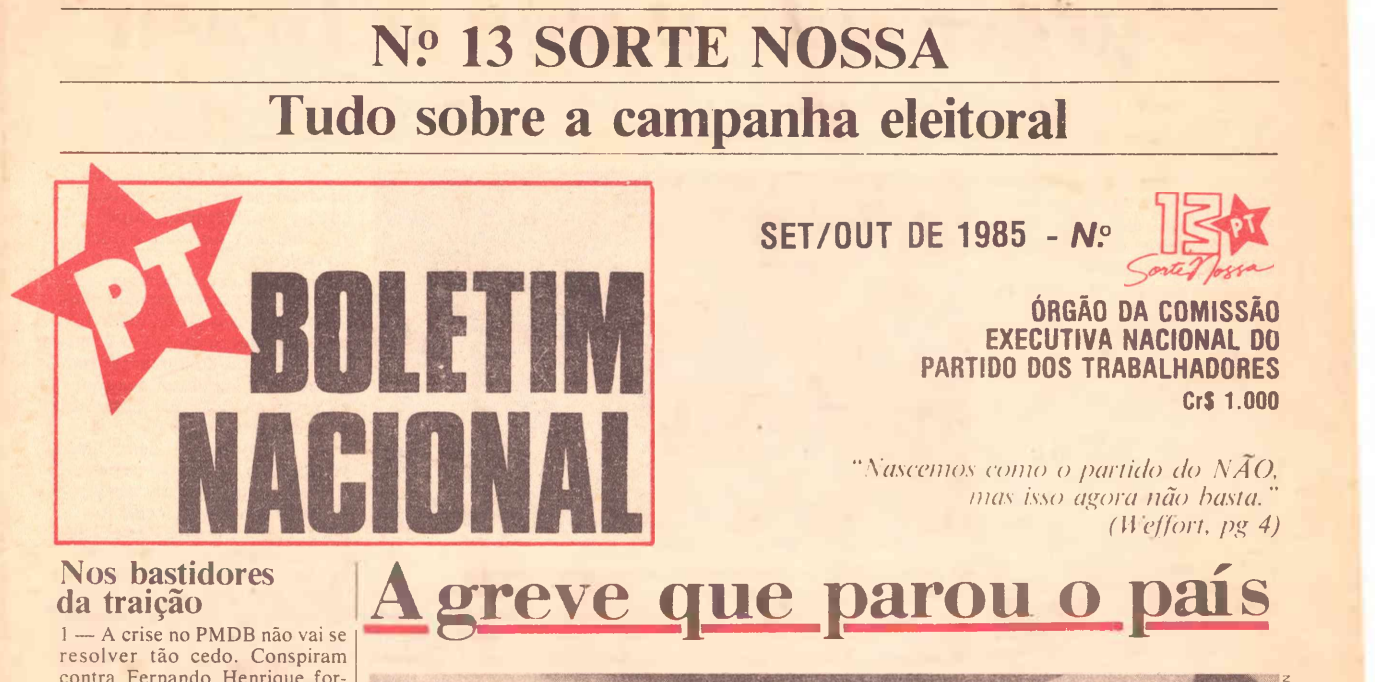 Nº 13 SORTE NOSSA
Tudo sobre a campanha eleitoral
PT
BOLETIM
NACIONAL
SET/OUT DE 1985 - Nº
13 PT
Sorte Nossa
ÓRGÃO DA COMISSÃO
EXECUTIVA NACIONAL DO
PARTIDO DOS TRABALHADORES
Cr$ 1.000
"Nascemos como o partido do NÃO,
mas isso agora não basta."
(Weffort, pg 4)
Nos bastidores
da traição
1 — A crise no PMDB não vai se
resolver tão cedo. Conspiram
contra Fernando Henrique for-
A greve que parou o país